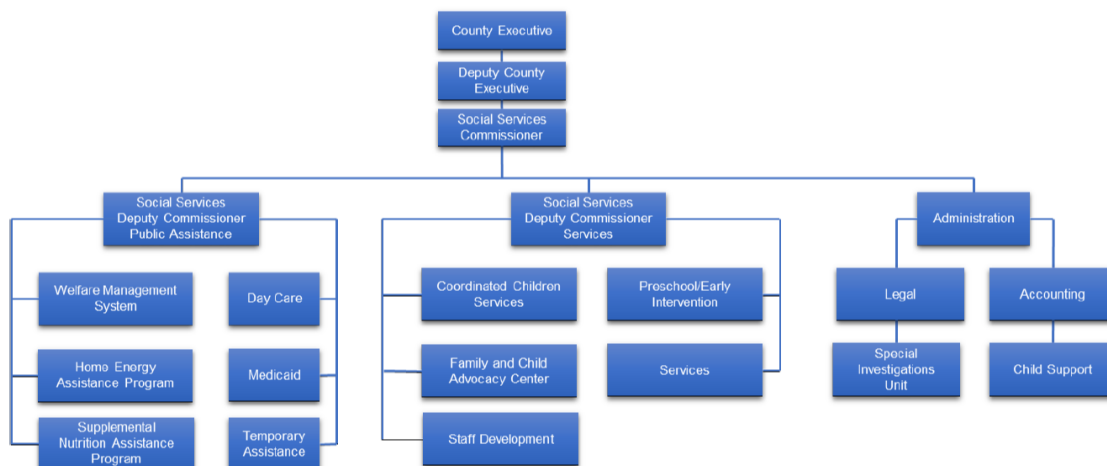 County Executive
Deputy County
Executive
Social Services
Commissioner
Social Services
Deputy Commissioner
Public Assistance
Social Services
Deputy Commissioner
Services
Administration
Welfare Management
System
Day Care
Coordinated Children
Services
Preschool/Early
Intervention
Legal
Accounting
Home Energy
Assistance Program
Medicaid
Family and Child
Advocacy Center
Services
Special
Investigations
Unit
Child Support
Supplemental
Nutrition Assistance
Program
Temporary
Assistance
Staff Development